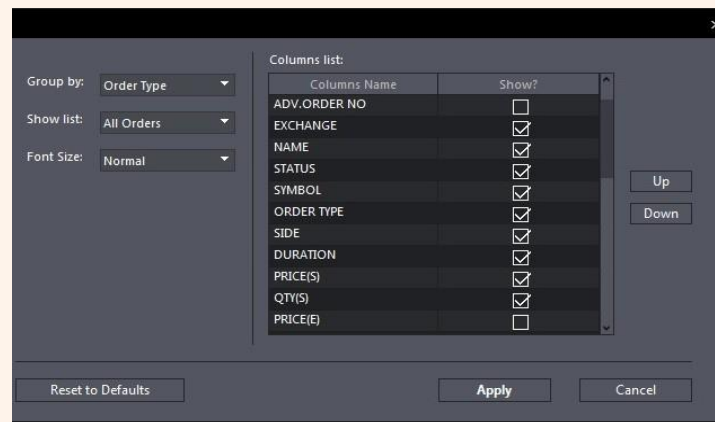 Group by:
Order Type
Show list:
All Orders
Font Size:
Normal
Columns list:
Columns Name Show?
ADV.ORDER NO
EXCHANGE
NAME
STATUS
SYMBOL
ORDER TYPE
SIDE
DURATION
PRICE(S)
QTY(S)
PRICE(E)
Up
Down
Reset to Defaults
Apply
Cancel